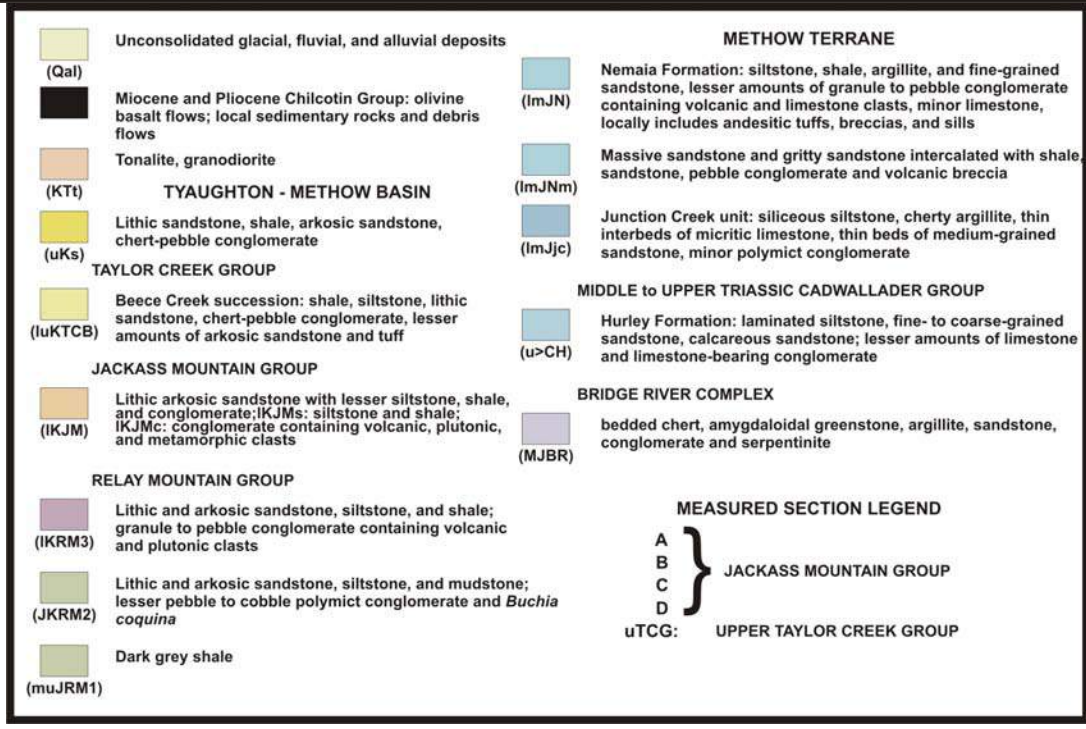 Unconsolidated glacial, fluvial, and alluvial deposits
(Qal)
Miocene and Pliocene Chilcotin Group: olivine
basalt flows; local sedimentary rocks and debris
flows
Tonalite, granodiorite
(KTt)
TYAUGHTON - METHOW BASIN
Lithic sandstone, shale, arkosic sandstone,
chert-pebble conglomerate
(uKs)
TAYLOR CREEK GROUP
Beece Creek succession: shale, siltstone, lithic
sandstone, chert-pebble conglomerate, lesser
amounts of arkosic sandstone and tuff
(luKTCB)
JACKASS MOUNTAIN GROUP
Lithic arkosic sandstone with lesser siltstone, shale,
and conglomerate;lKJMs: siltstone and shale;
lKJMc: conglomerate containing volcanic, plutonic,
and metamorphic clasts
(lKJM)
RELAY MOUNTAIN GROUP
Lithic and arkosic sandstone, siltstone, and shale;
granule to pebble conglomerate containing volcanic
and plutonic clasts
(lKRM3)
Lithic and arkosic sandstone, siltstone, and mudstone;
lesser pebble to cobble polymict conglomerate and Buchia
coquina
(JKRM2)
Dark grey shale
(muJRM1)
METHOW TERRANE
Nemaia Formation: siltstone, shale, argillite, and fine-grained
sandstone, lesser amounts of granule to pebble conglomerate
containing volcanic and limestone clasts, minor limestone,
locally includes andesitic tuffs, breccias, and sills
(lmJN)
Massive sandstone and gritty sandstone intercalated with shale,
sandstone, pebble conglomerate and volcanic breccia
(lmJNm)
Junction Creek unit: siliceous siltstone, cherty argillite, thin
interbeds of micritic limestone, thin beds of medium-grained
sandstone, minor polymict conglomerate
(lmJjc)
MIDDLE to UPPER TRIASSIC CADWALLADER GROUP
Hurley Formation: laminated siltstone, fine- to coarse-grained
sandstone, calcareous sandstone; lesser amounts of limestone
and limestone-bearing conglomerate
(u>CH)
BRIDGE RIVER COMPLEX
bedded chert, amygdaloidal greenstone, argillite, sandstone,
conglomerate and serpentinite
(MJBR)
MEASURED SECTION LEGEND
A
B
C
D
} JACKASS MOUNTAIN GROUP
uTCG: UPPER TAYLOR CREEK GROUP